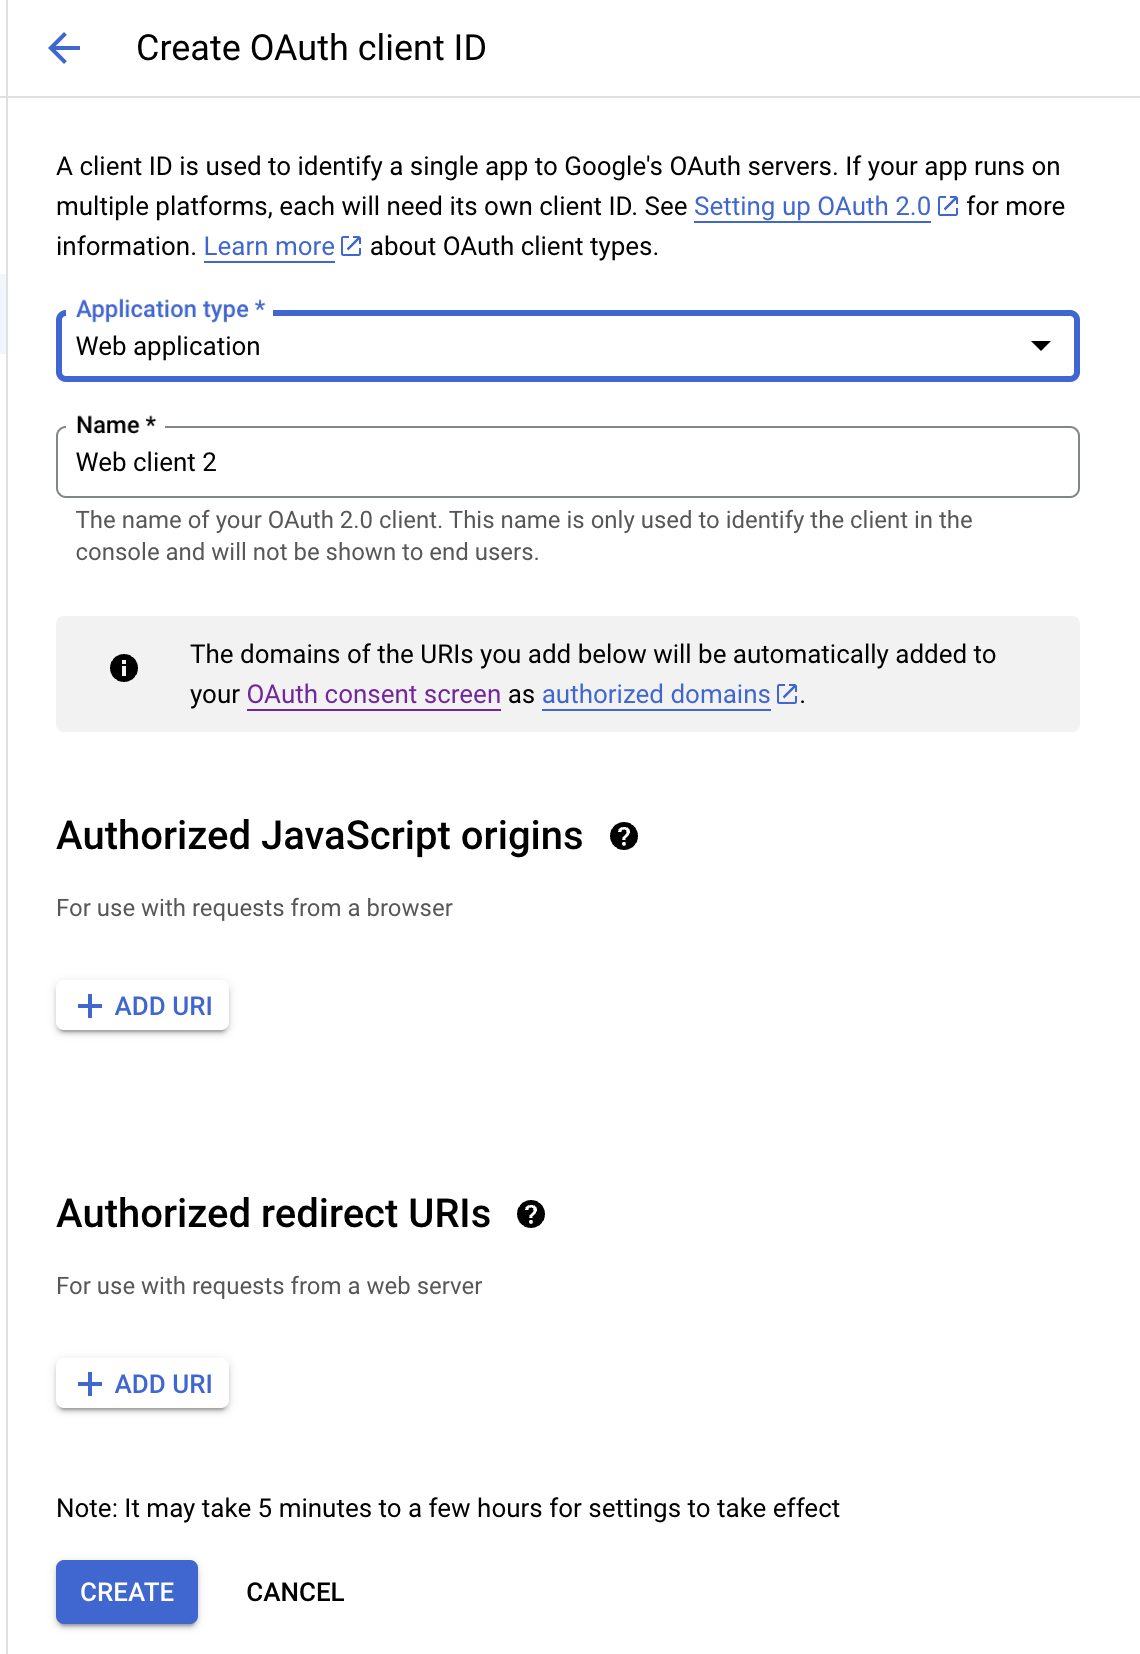 Create OAuth client ID
A client ID is used to identify a single app to Google's OAuth servers. If your app runs on
multiple platforms, each will need its own client ID. See Setting up OAuth 2.0 for more
information. Learn more about OAuth client types.
Application type *
Web application
Name *
Web client 2
The name of your OAuth 2.0 client. This name is only used to identify the client in the
console and will not be shown to end users.
The domains of the URIs you add below will be automatically added to
your OAuth consent screen as authorized domains.
Authorized JavaScript origins
For use with requests from a browser
ADD URI
Authorized redirect URIs
For use with requests from a web server
ADD URI
Note: It may take 5 minutes to a few hours for settings to take effect
CREATE CANCEL